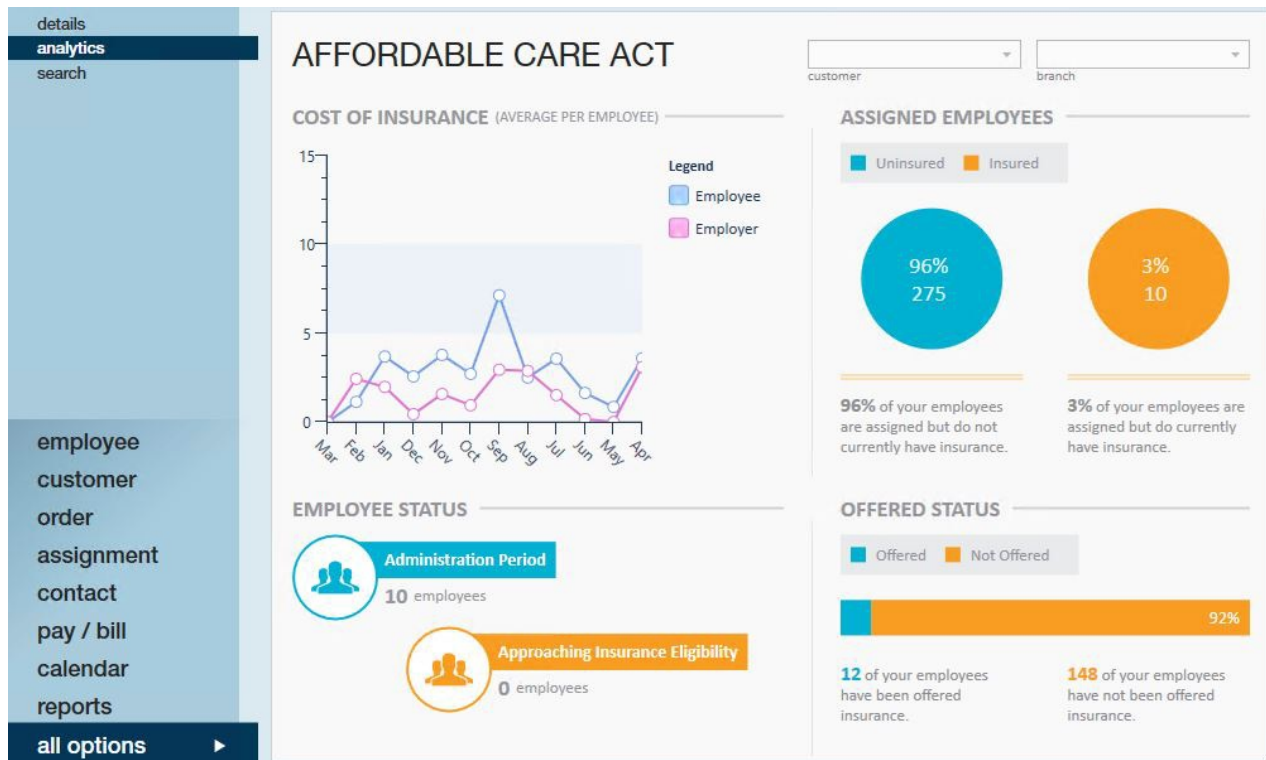 details
analytics
search
employee
customer
order
assignment
contact
pay / bill
calendar
reports
all options
AFFORDABLE CARE ACT
customer
branch
COST OF INSURANCE (AVERAGE PER EMPLOYEE)
15
10
5
0
Mar Feb Jan Dec Nov Oct Sep Aug Jul Jun May Apr
Legend
Employee
Employer
ASSIGNED EMPLOYEES
Uninsured Insured
96%
275
3%
10
96% of your employees
are assigned but do not
currently have insurance.
3% of your employees are
assigned but do currently
have insurance.
EMPLOYEE STATUS
Administration Period
10 employees
Approaching Insurance Eligibility
0 employees
OFFERED STATUS
Offered Not Offered
92%
12 of your employees
have been offered
insurance.
148 of your employees
have not been offered
insurance.